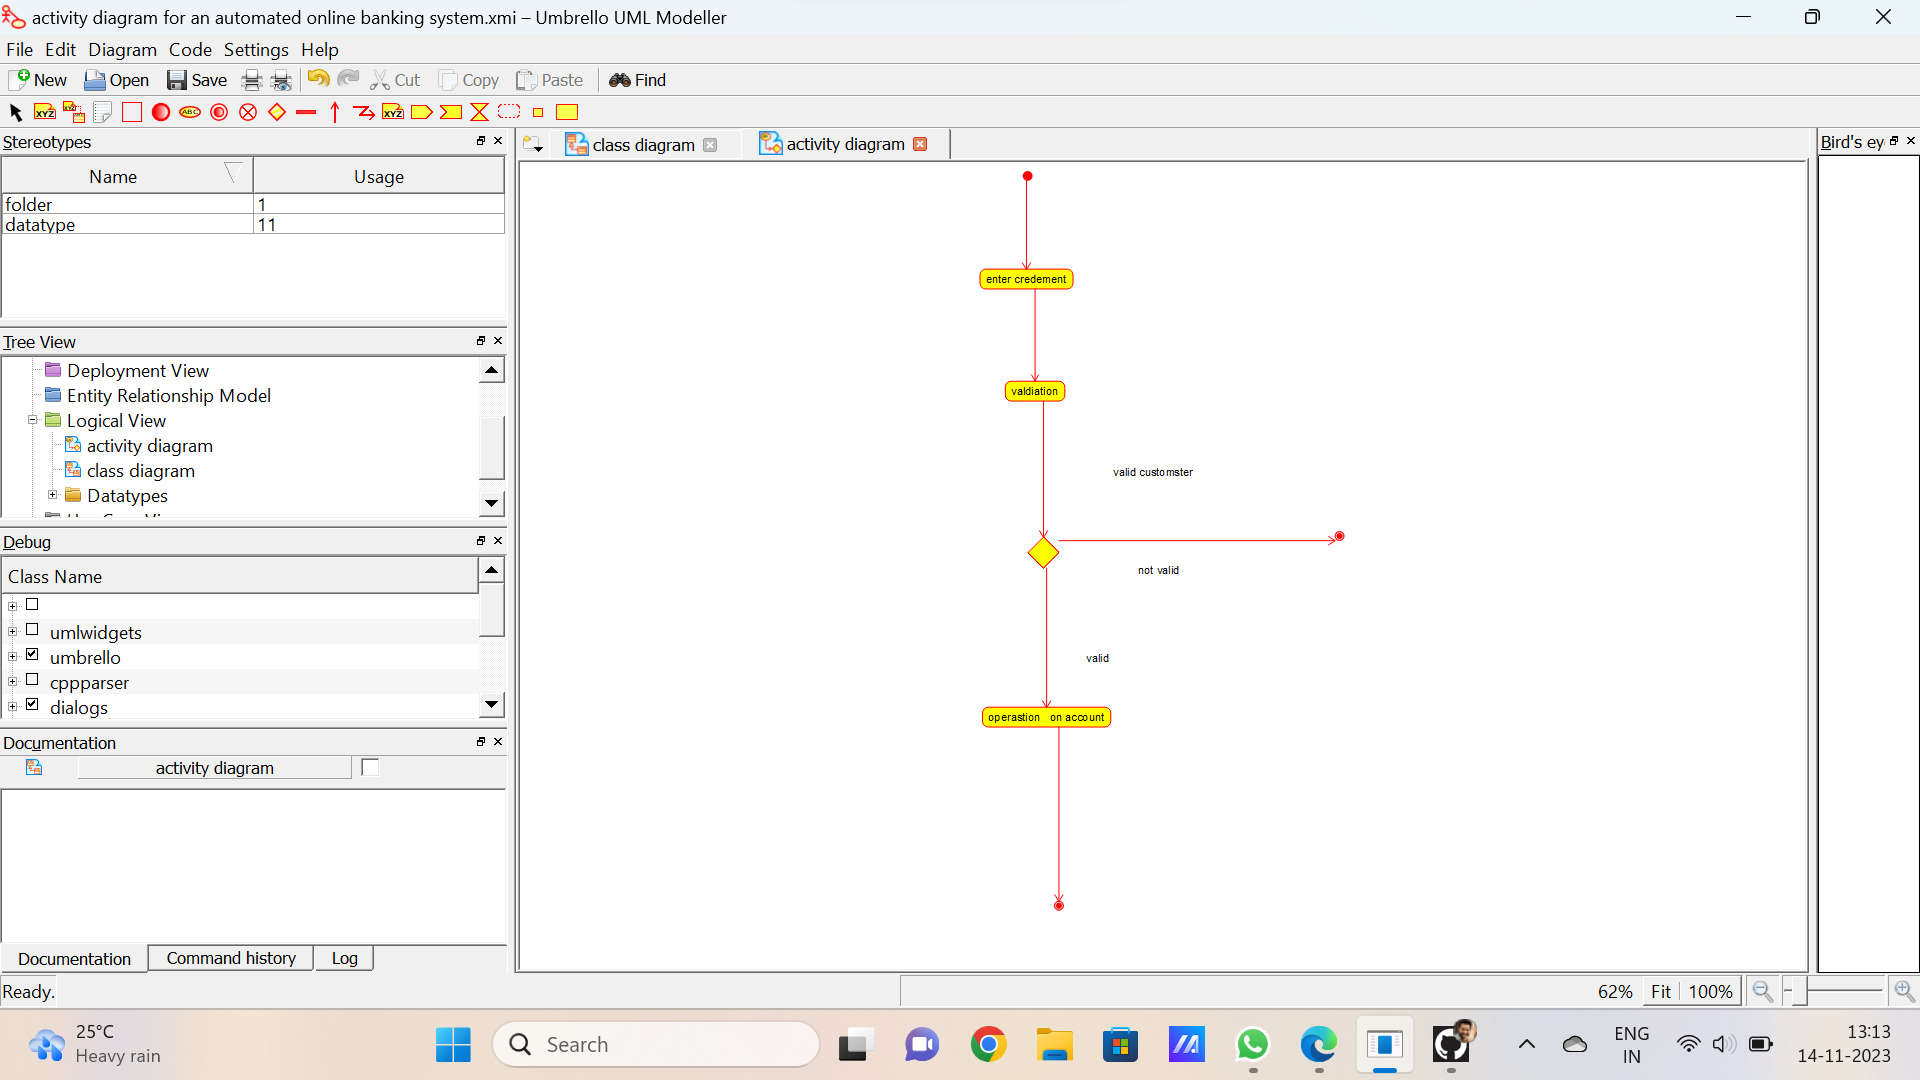 activity diagram for an automated online banking system.xmi – Umbrello UML Modeller
File Edit Diagram Code Settings Help
New Open Save Cut Copy Paste Find
XYZ XYZ ABC XYZ
Stereotypes
Name Usage
folder 1
datatype 11
Tree View
Deployment View
Entity Relationship Model
Logical View
activity diagram
class diagram
Datatypes
Debug
Class Name
umlwidgets
umbrello
cppparser
dialogs
Documentation
activity diagram
Documentation Command history Log
class diagram activity diagram
enter credement
valdiation
valid customster
not valid
valid
operastion on account
Bird's ey
Ready.
62% Fit 100%
25°C
Heavy rain
Search
ENG
IN
13:13
14-11-2023